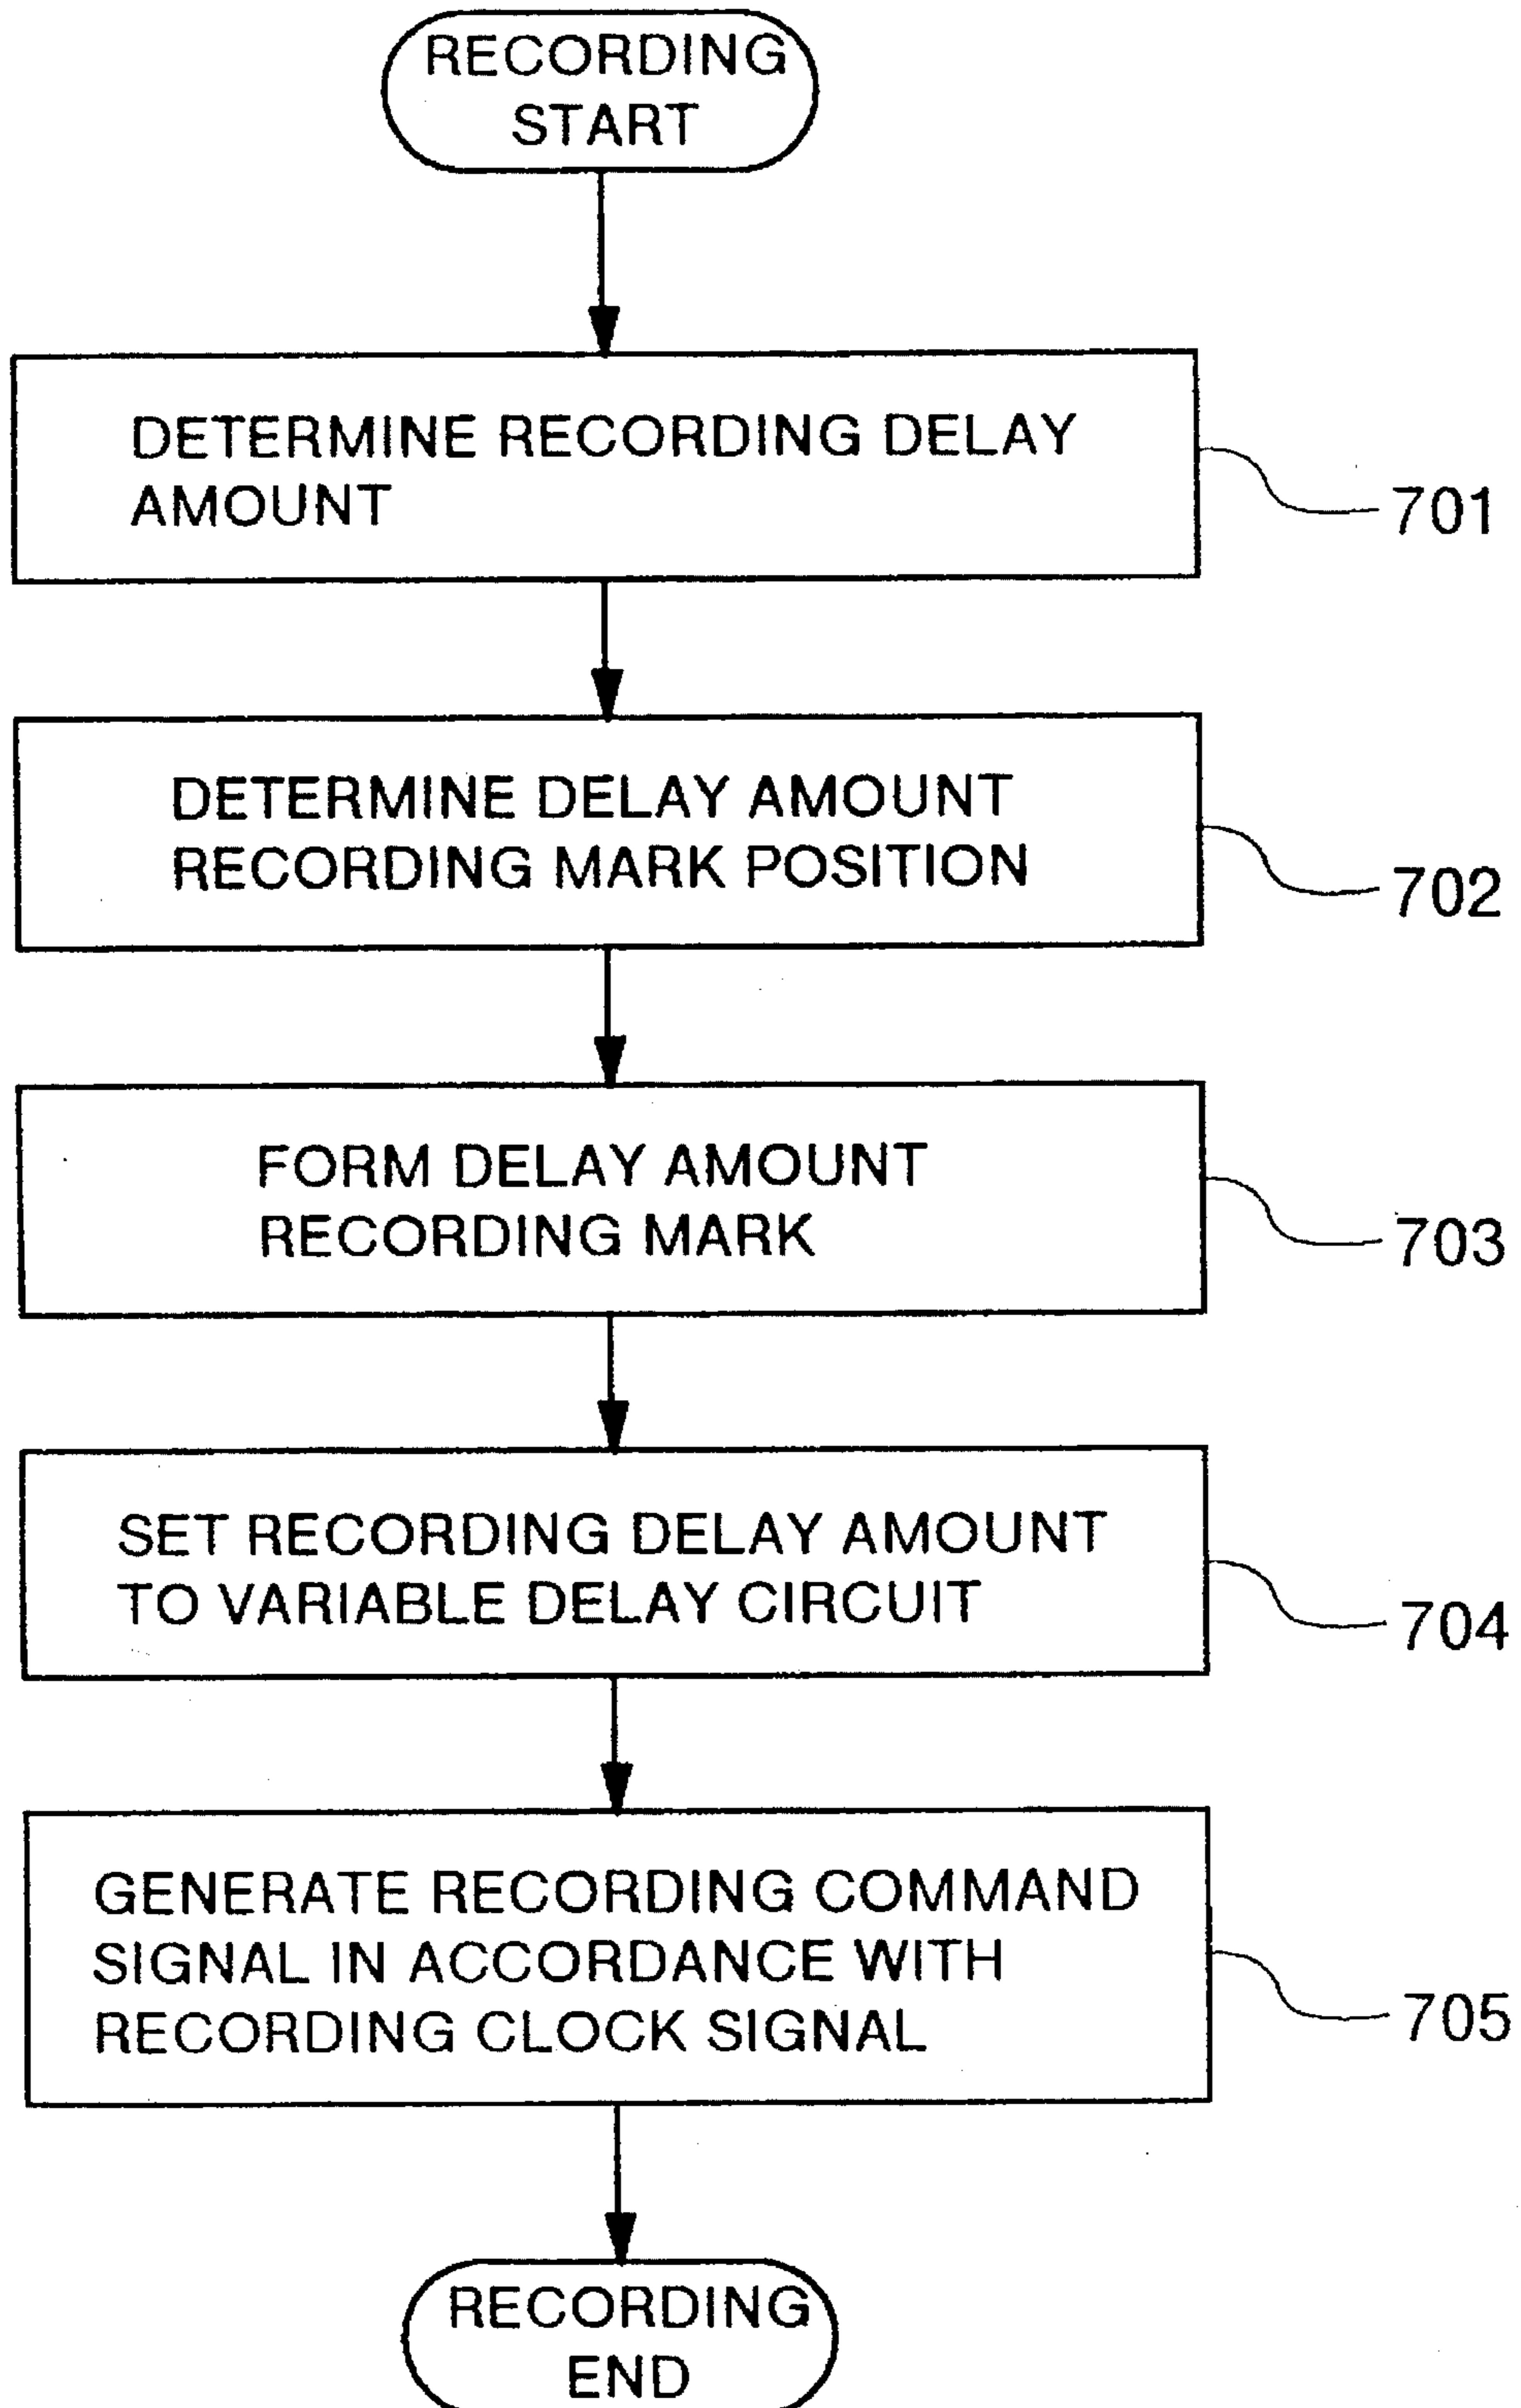 RECORDING
START
DETERMINE RECORDING DELAY
AMOUNT
701
DETERMINE DELAY AMOUNT
RECORDING MARK POSITION
702
FORM DELAY AMOUNT
RECORDING MARK
703
SET RECORDING DELAY AMOUNT
TO VARIABLE DELAY CIRCUIT
704
GENERATE RECORDING COMMAND
SIGNAL IN ACCORDANCE WITH
RECORDING CLOCK SIGNAL
705
RECORDING
END